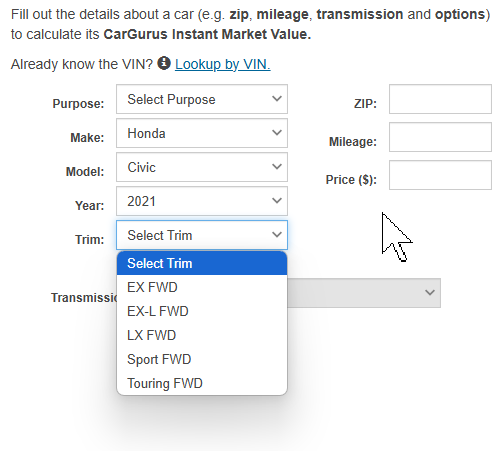 Fill out the details about a car (e.g. zip, mileage, transmission and options)
to calculate its CarGurus Instant Market Value.
Already know the VIN? Lookup by VIN.
Purpose: Select Purpose
ZIP:
Make: Honda
Mileage:
Model: Civic
Price ($):
Year: 2021
Trim: Select Trim
Select Trim
EX FWD
EX-L FWD
Transmissi
LX FWD
Sport FWD
Touring FWD